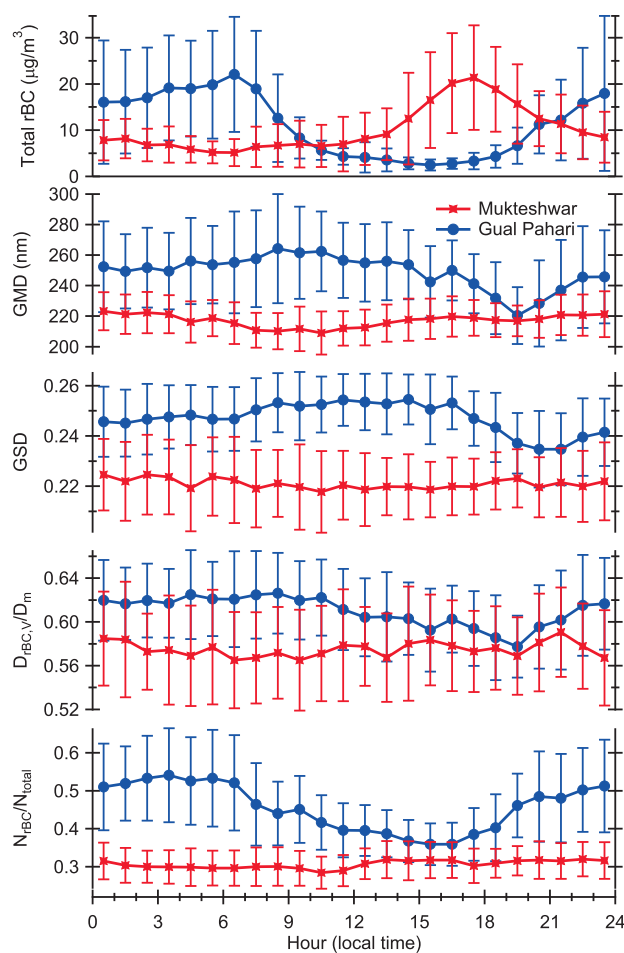 Total rBC (µg/m³)
30
20
10
0
GMD (nm)
300
280
260
240
220
200
Mukteshwar
Gual Pahari
GSD
0.26
0.24
0.22
D_rBC,V/D_m
0.64
0.60
0.56
0.52
N_rBC/N_total
0.6
0.5
0.4
0.3
0 3 6 9 12 15 18 21 24
Hour (local time)